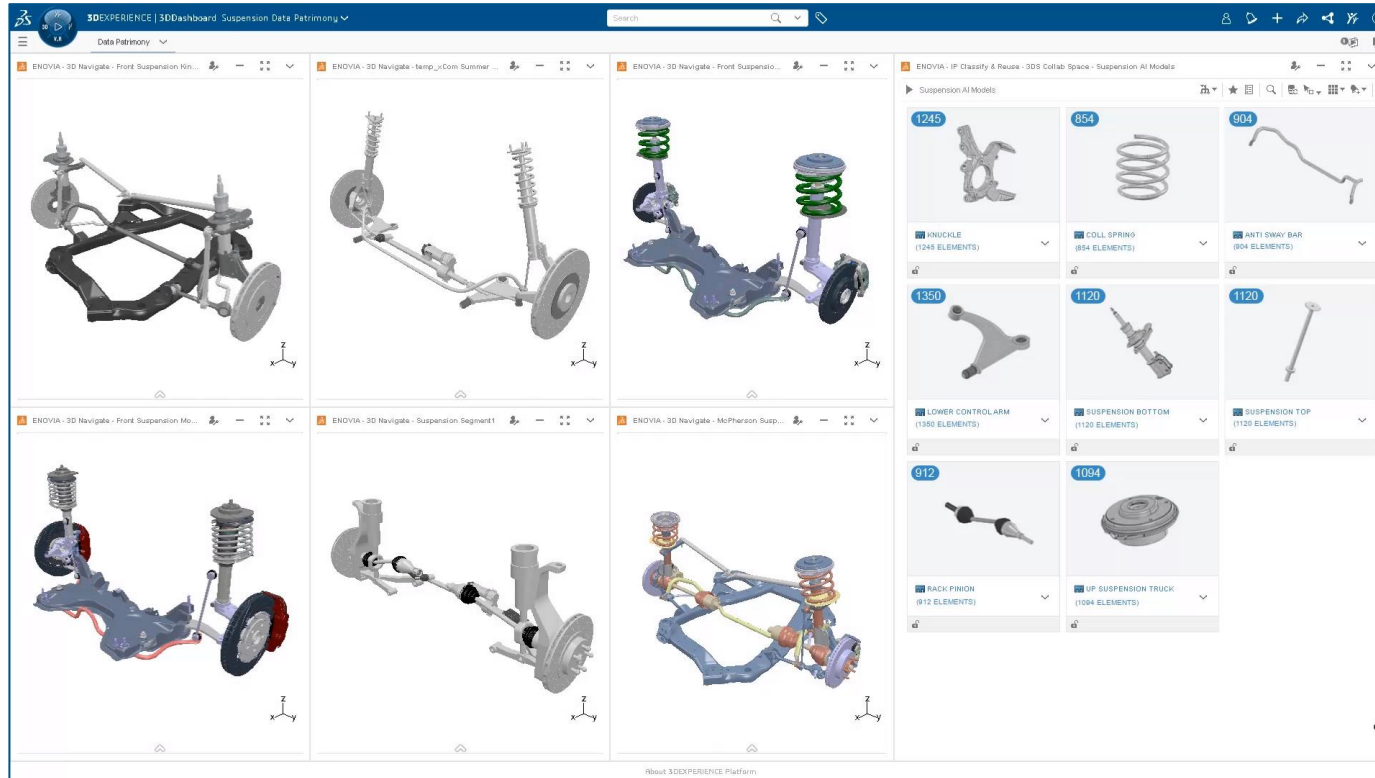 3DEXPERIENCE | 3DDashboard Suspension Data Patrimony
Search
3D
V.R
Data Patrimony
ENOVIA - 3D Navigate - Front Suspension Kin...
ENOVIA - 3D Navigate - temp_xCom Summer ...
ENOVIA - 3D Navigate - Front Suspensio...
ENOVIA - IP Classify & Reuse - 3DS Collab Space - Suspension AI Models
Suspension AI Models
1245
854
904
KNUCKLE
(1245 ELEMENTS)
COLL SPRING
(854 ELEMENTS)
ANTI SWAY BAR
(904 ELEMENTS)
z
x y
z
x y
z
x y
1350
1120
1120
LOWER CONTROL ARM
(1350 ELEMENTS)
SUSPENSION BOTTOM
(1120 ELEMENTS)
SUSPENSION TOP
(1120 ELEMENTS)
ENOVIA - 3D Navigate - Front Suspension Mo...
ENOVIA - 3D Navigate - Suspension Segment1
ENOVIA - 3D Navigate - McPherson Susp...
912
1094
RACK PINION
(912 ELEMENTS)
UP SUSPENSION TRUCK
(1094 ELEMENTS)
z
x y
z
x y
z
x y
About 3DEXPERIENCE Platform